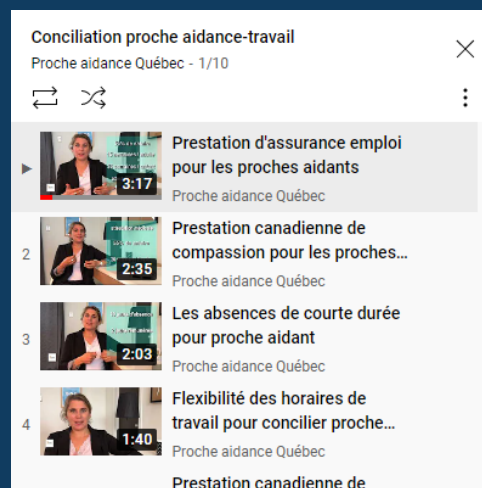 Conciliation proche aidance-travail
Proche aidance Québec - 1/10
3:17
Prestation d'assurance emploi
pour les proches aidants
Proche aidance Québec
2
2:35
Prestation canadienne de
compassion pour les proches...
Proche aidance Québec
3
2:03
Les absences de courte durée
pour proche aidant
Proche aidance Québec
4
1:40
Flexibilité des horaires de
travail pour concilier proche...
Proche aidance Québec
Prestation canadienne de